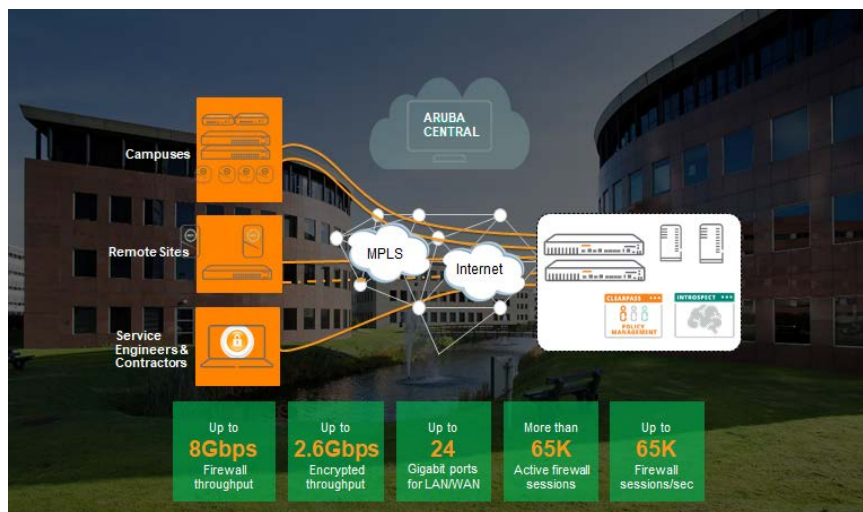 ARUBA
CENTRAL
Campuses
Remote Sites
Service
Engineers &
Contractors
MPLS
Internet
CLEARPASS
POLICY
MANAGEMENT
INTROSPECT
Up to
8Gbps
Firewall
throughput
Up to
2.6Gbps
Encrypted
throughput
Up to
24
Gigabit ports
for LAN/WAN
More than
65K
Active firewall
sessions
Up to
65K
Firewall
sessions/sec